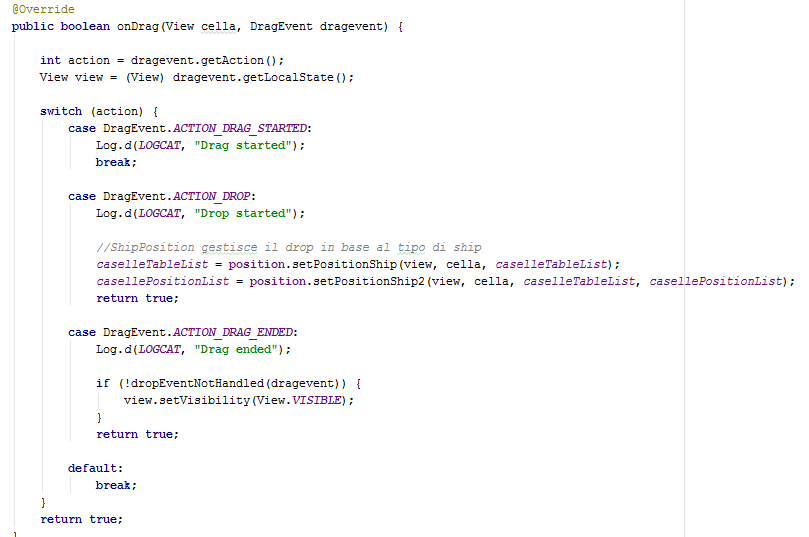 @Override
public boolean onDrag(View cella, DragEvent dragevent) {
int action = dragevent.getAction();
View view = (View) dragevent.getLocalState();
switch (action) {
case DragEvent.ACTION_DRAG_STARTED:
Log.d(LOGCAT, "Drag started");
break;
case DragEvent.ACTION_DROP:
Log.d(LOGCAT, "Drop started");
//ShipPosition gestisce il drop in base al tipo di ship
caselleTableList = position.setPositionShip(view, cella, caselleTableList);
casellePositionList = position.setPositionShip2(view, cella, caselleTableList, casellePositionList);
return true;
case DragEvent.ACTION_DRAG_ENDED:
Log.d(LOGCAT, "Drag ended");
if (!dropEventNotHandled(dragevent)) {
view.setVisibility(View.VISIBLE);
}
return true;
default:
break;
}
return true;
}